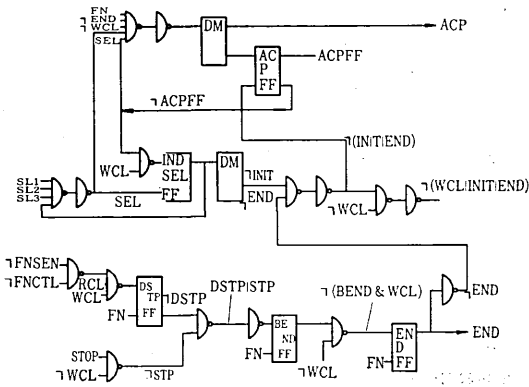 FN
END
¬WCL
SEL
DM
ACP
AC
P
FF
ACPFF
¬ACPFF
¬(INIT|END)
WCL
IND
SEL
FF
DM
¬INIT
END
SL1
SL2
SL3
SEL
¬WCL
¬(WCL|INIT|END)
¬FNSEN
¬FNCTL
RCL
WCL
DS
TP
FF
¬DSTP
FN
DSTP|STP
BE
ND
FF
FN
¬(BEND & WCL)
¬END
EN
D
FF
END
FN
STOP
¬WCL
¬STP
¬WCL